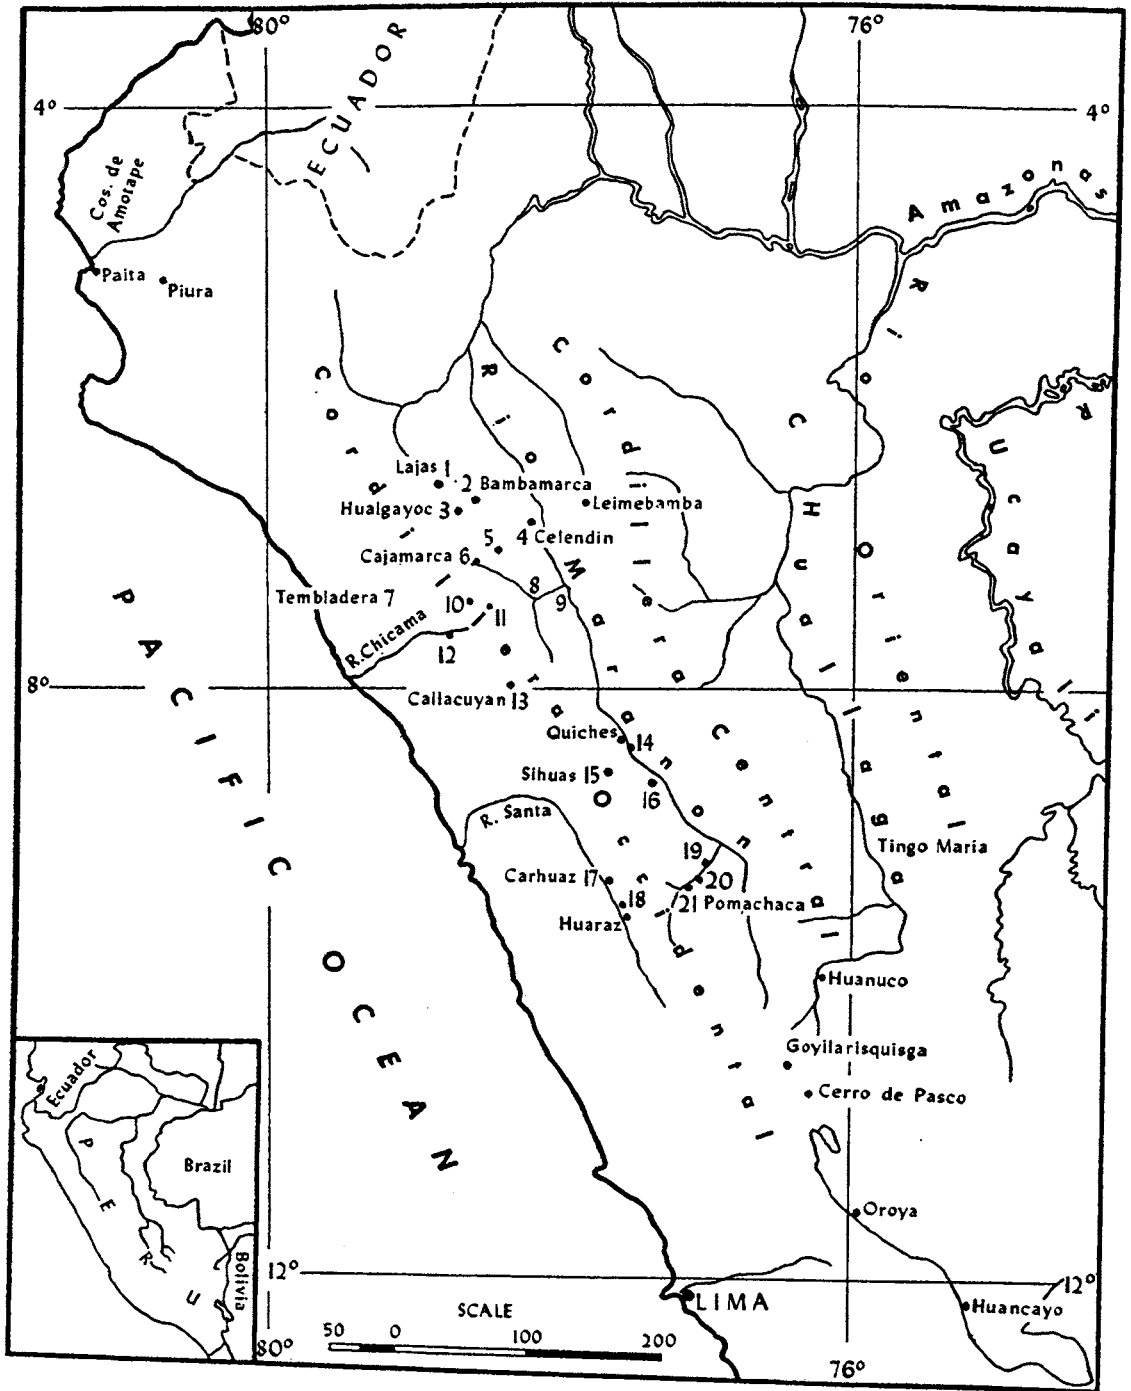 80°
76°
4°
4°
ECUADOR
Cos. de
Amotape
Amazonas
Paita
Piura
Rio
Cordillera Occidental
Rio Marañon
Cordillera Central
C Oriental
Huallaga
R Ucayali
Lajas 1
2 Bambamarca
Hualgayoc 3
Leimebamba
4 Celendin
5
Cajamarca 6
Tembladera 7
8
9
10
11
R. Chicama
12
8°
Callacuyan 13
Quiches
14
Sihuas 15
16
R. Santa
Carhuaz 17
18
Huaraz
19
20
21 Pomachaca
Tingo Maria
Huanuco
Goyllarisquisga
Cerro de Pasco
Oroya
Huancayo
LIMA
PACIFIC OCEAN
12°
12°
80°
76°
SCALE
50 0 100 200
Ecuador
PERU
Brazil
Bolivia